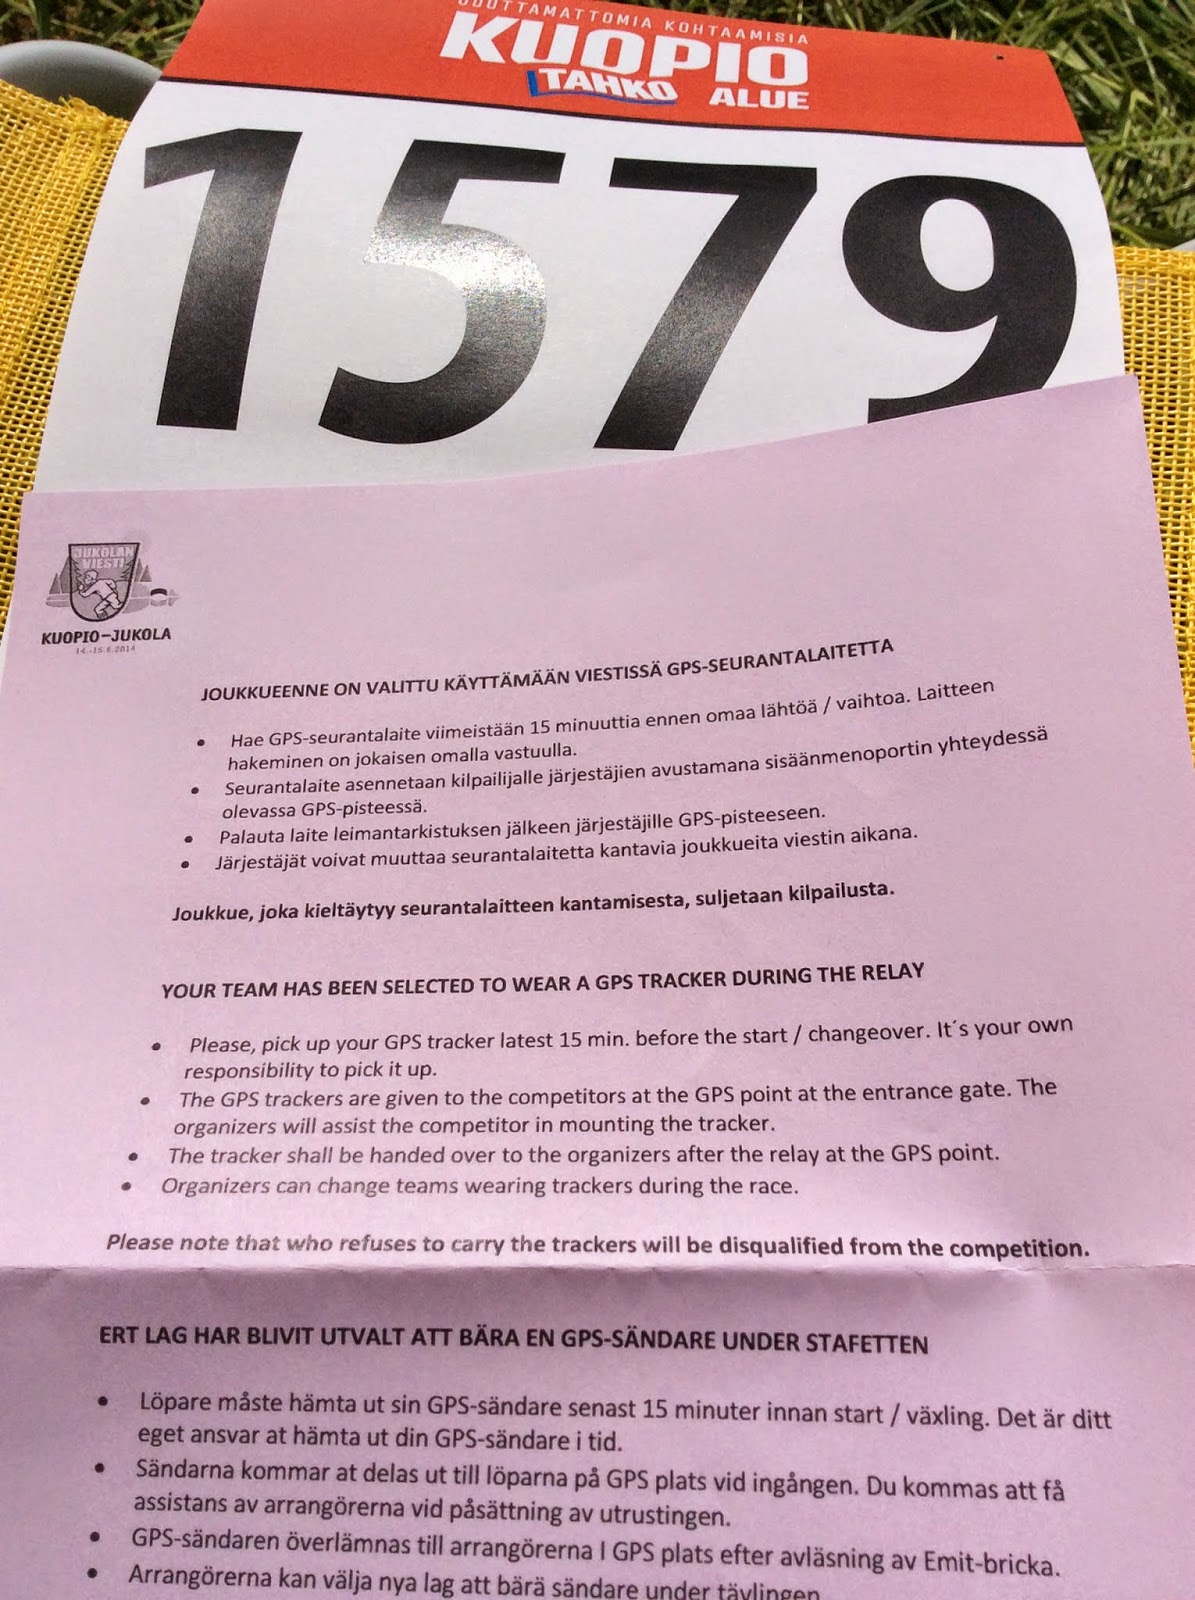 UUTTAMATTOMIA KOHTAAMISIA
KUOPIO
TAHKO ALUE
1579
JUKOLAN
VIESTI
KUOPIO-JUKOLA
14.-15.6.2014
JOUKKUEENNE ON VALITTU KÄYTTÄMÄÄN VIESTISSÄ GPS-SEURANTALAITETTA
• Hae GPS-seurantalaite viimeistään 15 minuuttia ennen omaa lähtöä / vaihtoa. Laitteen
hakeminen on jokaisen omalla vastuulla.
• Seurantalaite asennetaan kilpailijalle järjestäjien avustamana sisäänmenoportin yhteydessä
olevassa GPS-pisteessä.
• Palauta laite leimantarkistuksen jälkeen järjestäjille GPS-pisteeseen.
• Järjestäjät voivat muuttaa seurantalaitetta kantavia joukkueita viestin aikana.
Joukkue, joka kieltäytyy seurantalaitteen kantamisesta, suljetaan kilpailusta.
YOUR TEAM HAS BEEN SELECTED TO WEAR A GPS TRACKER DURING THE RELAY
• Please, pick up your GPS tracker latest 15 min. before the start / changeover. It´s your own
responsibility to pick it up.
• The GPS trackers are given to the competitors at the GPS point at the entrance gate. The
organizers will assist the competitor in mounting the tracker.
• The tracker shall be handed over to the organizers after the relay at the GPS point.
• Organizers can change teams wearing trackers during the race.
Please note that who refuses to carry the trackers will be disqualified from the competition.
ERT LAG HAR BLIVIT UTVALT ATT BÄRA EN GPS-SÄNDARE UNDER STAFETTEN
• Löpare måste hämta ut sin GPS-sändare senast 15 minuter innan start / växling. Det är ditt
eget ansvar at hämta ut din GPS-sändare i tid.
• Sändarna kommar at delas ut till löparna på GPS plats vid ingången. Du kommas att få
assistans av arrangörerna vid påsättning av utrustingen.
• GPS-sändaren överlämnas till arrangörerna I GPS plats efter avläsning av Emit-bricka.
• Arrangörerna kan välja nya lag att bärä sändare under tävlingen